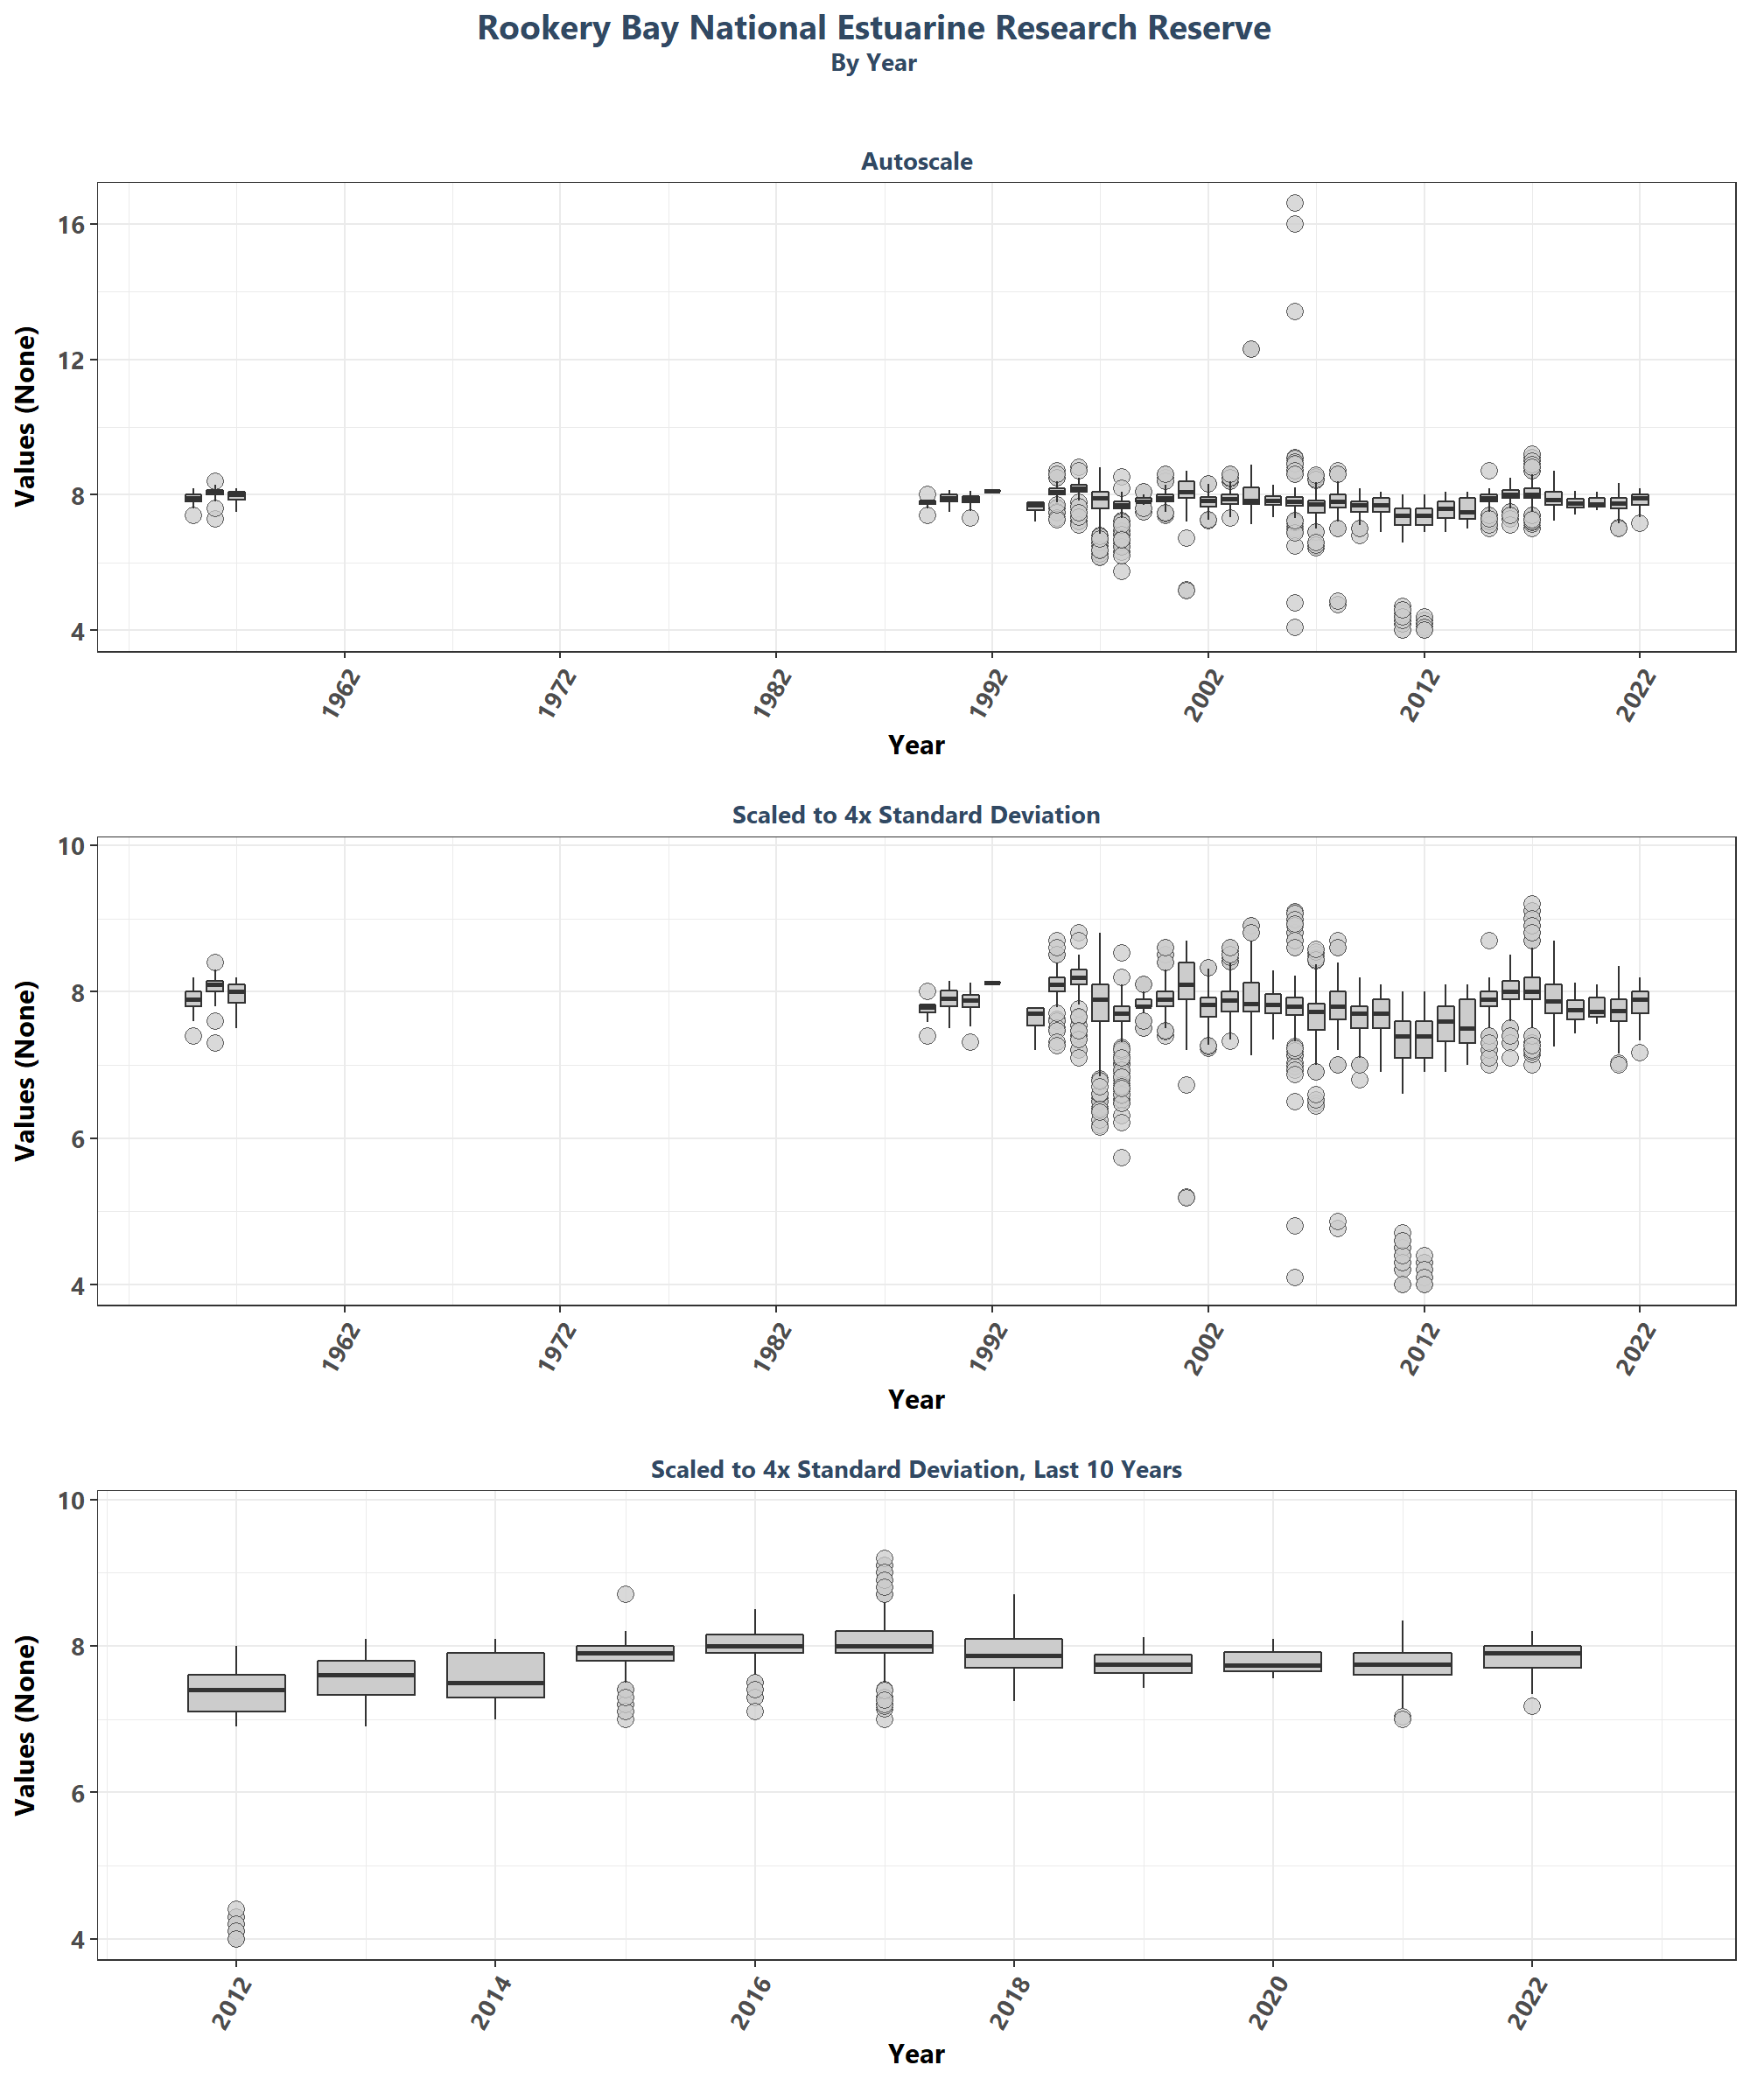 Rookery Bay National Estuarine Research Reserve
By Year
Autoscale
Values (None)
16
12
8
4
1962 1972 1982 1992 2002 2012 2022
Year
Scaled to 4x Standard Deviation
Values (None)
10
8
6
4
1962 1972 1982 1992 2002 2012 2022
Year
Scaled to 4x Standard Deviation, Last 10 Years
Values (None)
10
8
6
4
2012 2014 2016 2018 2020 2022
Year